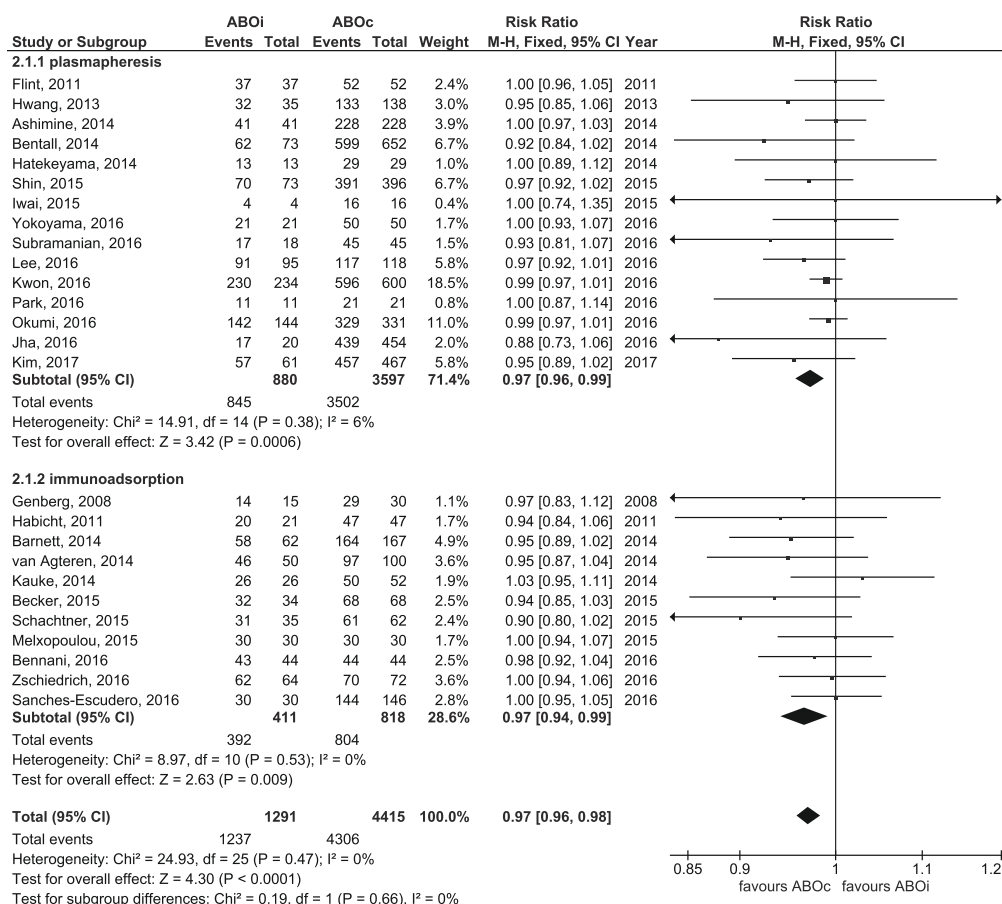 ABOi ABOc Risk Ratio Risk Ratio
Study or Subgroup Events Total Events Total Weight M-H, Fixed, 95% CI Year M-H, Fixed, 95% CI
2.1.1 plasmapheresis
Flint, 2011 37 37 52 52 2.4% 1.00 [0.96, 1.05] 2011
Hwang, 2013 32 35 133 138 3.0% 0.95 [0.85, 1.06] 2013
Ashimine, 2014 41 41 228 228 3.9% 1.00 [0.97, 1.03] 2014
Bentall, 2014 62 73 599 652 6.7% 0.92 [0.84, 1.02] 2014
Hatekeyama, 2014 13 13 29 29 1.0% 1.00 [0.89, 1.12] 2014
Shin, 2015 70 73 391 396 6.7% 0.97 [0.92, 1.02] 2015
Iwai, 2015 4 4 16 16 0.4% 1.00 [0.74, 1.35] 2015
Yokoyama, 2016 21 21 50 50 1.6% 1.00 [0.93, 1.07] 2016
Subramanian, 2016 17 18 45 45 1.5% 0.93 [0.81, 1.07] 2016
Lee, 2016 91 95 117 118 5.8% 0.97 [0.92, 1.01] 2016
Kwon, 2016 230 234 596 600 18.5% 0.99 [0.97, 1.01] 2016
Park, 2016 11 11 21 21 0.8% 1.00 [0.87, 1.14] 2016
Okumi, 2016 142 144 329 331 11.0% 0.99 [0.97, 1.01] 2016
Jha, 2016 17 20 439 454 2.0% 0.88 [0.73, 1.06] 2016
Kim, 2017 57 61 457 467 5.8% 0.95 [0.89, 1.02] 2017
Subtotal (95% CI) 880 3597 71.4% 0.97 [0.96, 0.99]
Total events 845 3502
Heterogeneity: Chi² = 14.91, df = 14 (P = 0.38); I² = 6%
Test for overall effect: Z = 3.42 (P = 0.0006)
2.1.2 immunoadsorption
Genberg, 2008 14 15 29 30 1.1% 0.97 [0.83, 1.12] 2008
Habicht, 2011 20 21 47 47 1.7% 0.94 [0.84, 1.06] 2011
Barnett, 2014 58 62 164 167 4.9% 0.95 [0.89, 1.02] 2014
van Agteren, 2014 46 50 97 100 3.6% 0.95 [0.87, 1.04] 2014
Kauke, 2014 26 26 50 52 1.9% 1.03 [0.95, 1.11] 2014
Becker, 2015 32 34 68 68 2.5% 0.94 [0.85, 1.03] 2015
Schachtner, 2015 31 35 61 62 2.4% 0.90 [0.80, 1.02] 2015
Melxopoulou, 2015 30 30 30 30 1.7% 1.00 [0.94, 1.07] 2015
Bennani, 2016 43 44 44 44 2.5% 0.98 [0.92, 1.04] 2016
Zschiedrich, 2016 62 64 70 72 3.6% 1.00 [0.94, 1.06] 2016
Sanches-Escudero, 2016 30 30 144 146 2.8% 1.00 [0.95, 1.05] 2016
Subtotal (95% CI) 411 818 28.6% 0.97 [0.94, 0.99]
Total events 392 804
Heterogeneity: Chi² = 8.97, df = 10 (P = 0.53); I² = 0%
Test for overall effect: Z = 2.63 (P = 0.009)
Total (95% CI) 1291 4415 100.0% 0.97 [0.96, 0.98]
Total events 1237 4306
Heterogeneity: Chi² = 24.93, df = 25 (P = 0.47); I² = 0%
Test for overall effect: Z = 4.30 (P < 0.0001)
Test for subgroup differences: Chi² = 0.19, df = 1 (P = 0.66), I² = 0%
0.85 0.9 1 1.1 1.2
favours ABOc favours ABOi